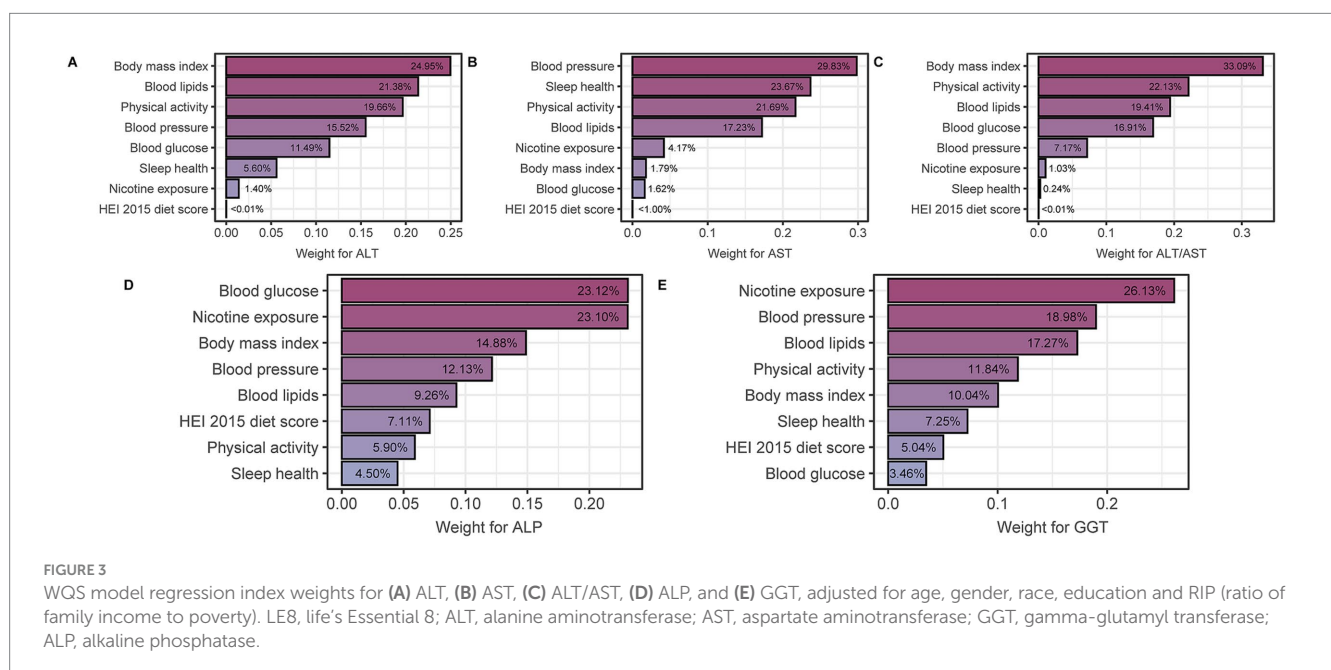 A
Body mass index 24.95%
Blood lipids 21.38%
Physical activity 19.66%
Blood pressure 15.52%
Blood glucose 11.49%
Sleep health 5.60%
Nicotine exposure 1.40%
HEI 2015 diet score <0.01%
0.00 0.05 0.10 0.15 0.20 0.25
Weight for ALT
B
Blood pressure 29.83%
Sleep health 23.67%
Physical activity 21.69%
Blood lipids 17.23%
Nicotine exposure 4.17%
Body mass index 1.79%
Blood glucose 1.62%
HEI 2015 diet score <1.00%
0.0 0.1 0.2 0.3
Weight for AST
C
Body mass index 33.09%
Physical activity 22.13%
Blood lipids 19.41%
Blood glucose 16.91%
Blood pressure 7.17%
Nicotine exposure 1.03%
Sleep health 0.24%
HEI 2015 diet score <0.01%
0.0 0.1 0.2 0.3
Weight for ALT/AST
D
Blood glucose 23.12%
Nicotine exposure 23.10%
Body mass index 14.88%
Blood pressure 12.13%
Blood lipids 9.26%
HEI 2015 diet score 7.11%
Physical activity 5.90%
Sleep health 4.50%
0.00 0.05 0.10 0.15 0.20
Weight for ALP
E
Nicotine exposure 26.13%
Blood pressure 18.98%
Blood lipids 17.27%
Physical activity 11.84%
Body mass index 10.04%
Sleep health 7.25%
HEI 2015 diet score 5.04%
Blood glucose 3.46%
0.0 0.1 0.2
Weight for GGT
FIGURE 3
WQS model regression index weights for (A) ALT, (B) AST, (C) ALT/AST, (D) ALP, and (E) GGT, adjusted for age, gender, race, education and RIP (ratio of
family income to poverty). LE8, life's Essential 8; ALT, alanine aminotransferase; AST, aspartate aminotransferase; GGT, gamma-glutamyl transferase;
ALP, alkaline phosphatase.